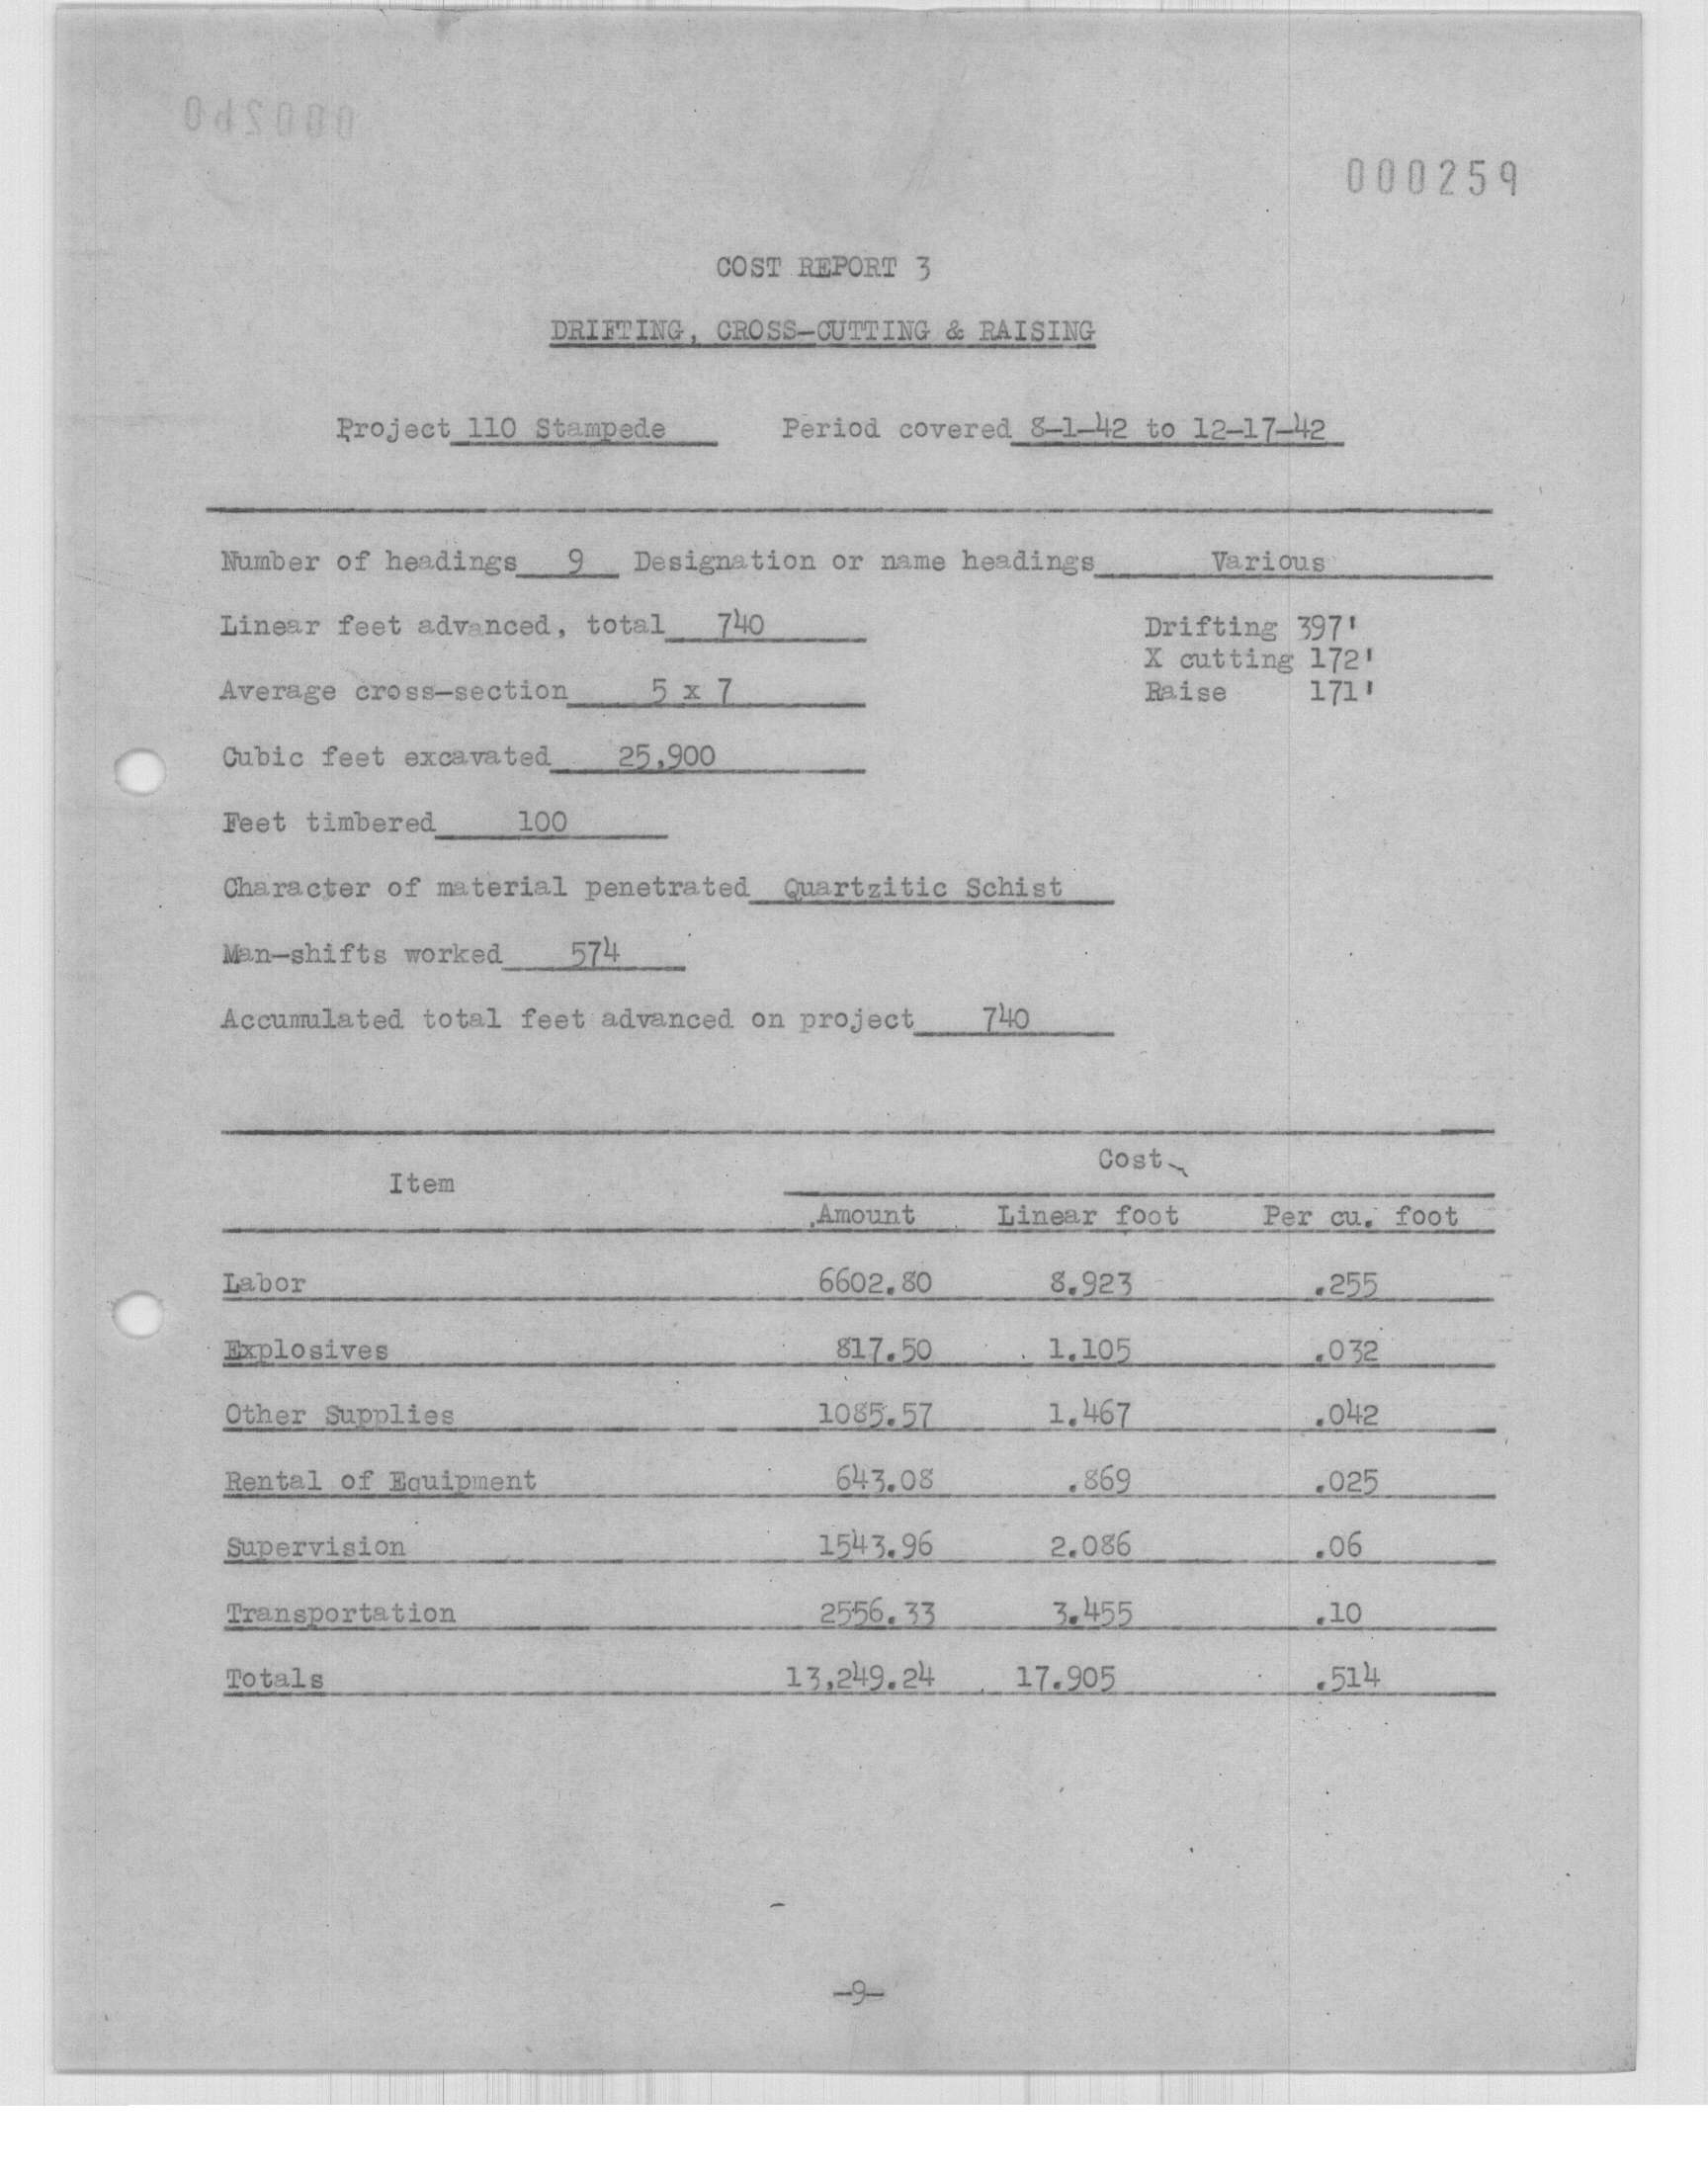 000259
COST REPORT 3
DRIFTING, CROSS-CUTTING & RAISING
Project 110 Stampede Period covered 8-1-42 to 12-17-42
Number of headings 9 Designation or name headings Various
Linear feet advanced, total 740 Drifting 397'
X cutting 172'
Average cross-section 5 x 7 Raise 171'
Cubic feet excavated 25,900
Feet timbered 100
Character of material penetrated Quartzitic Schist
Man-shifts worked 574
Accumulated total feet advanced on project 740
Cost
Item
Amount Linear foot Per cu. foot
Labor 6602.80 8.923 .255
Explosives 817.50 1.105 .032
Other Supplies 1085.57 1.467 .042
Rental of Equipment 643.08 .869 .025
Supervision 1543.96 2.086 .06
Transportation 2556.33 3.455 .10
Totals 13,249.24 17.905 .514
-9-